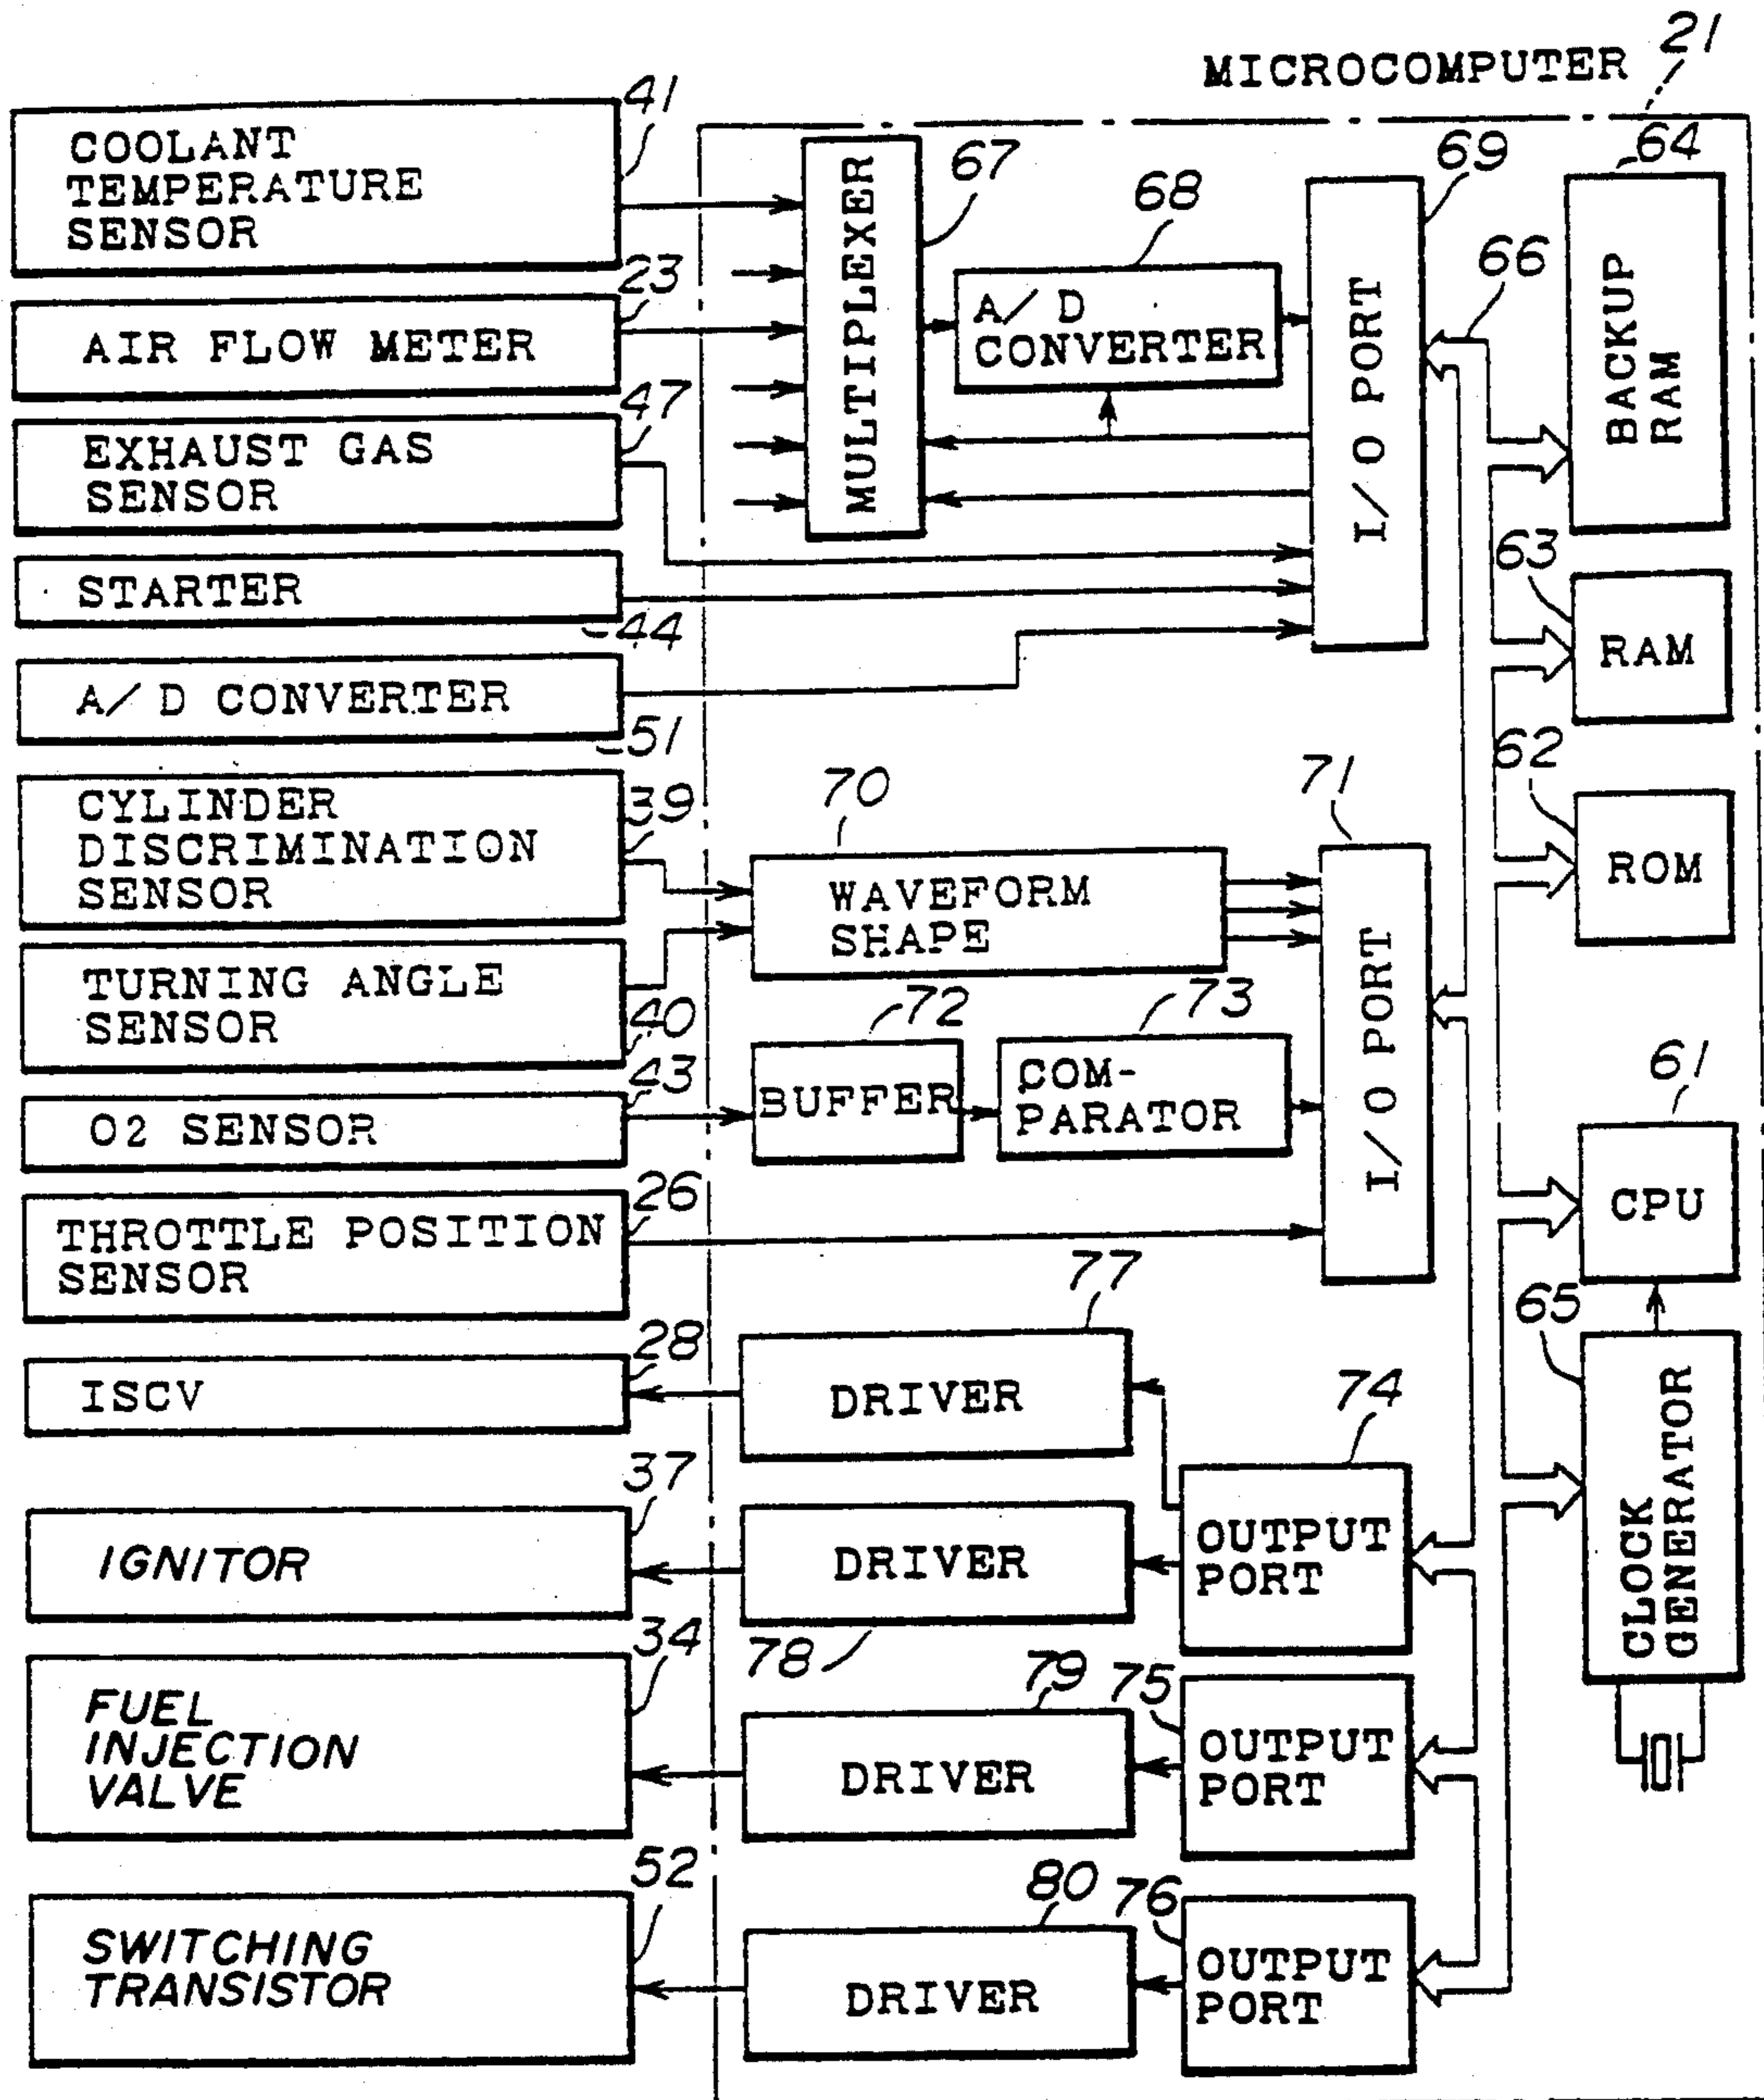 MICROCOMPUTER 21
COOLANT
TEMPERATURE
SENSOR
41
AIR FLOW METER
23
EXHAUST GAS
SENSOR
47
STARTER
44
A/D CONVERTER
51
CYLINDER
DISCRIMINATION
SENSOR
39
TURNING ANGLE
SENSOR
40
O2 SENSOR
43
THROTTLE POSITION
SENSOR
26
ISCV
28
IGNITOR
37
FUEL
INJECTION
VALVE
34
SWITCHING
TRANSISTOR
52
MULTIPLEXER
67
A/D
CONVERTER
68
I/O PORT
69
66
BACKUP
RAM
64
RAM
63
ROM
62
WAVEFORM
SHAPE
70
I/O PORT
71
BUFFER
72
COM-
PARATOR
73
CPU
61
CLOCK
GENERATOR
65
DRIVER
77
OUTPUT
PORT
74
DRIVER
78
DRIVER
79
OUTPUT
PORT
75
DRIVER
80
OUTPUT
PORT
76